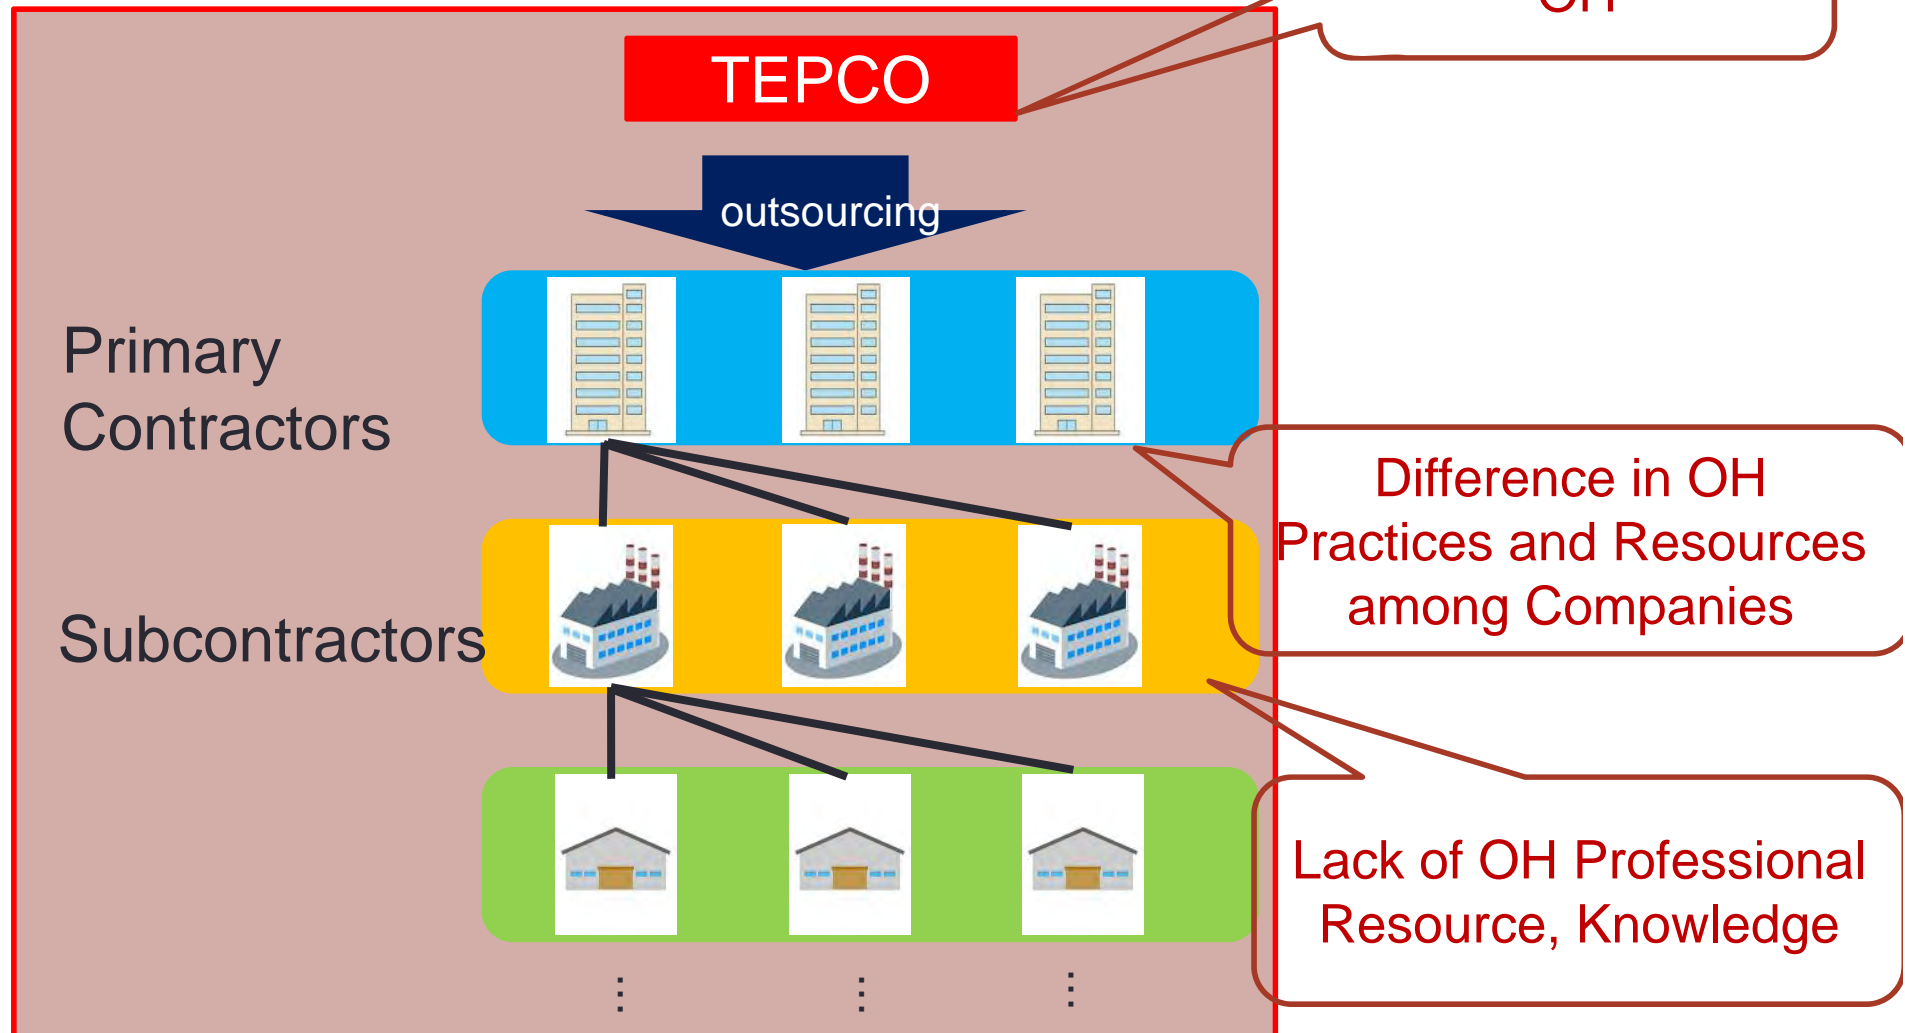 OH
TEPCO
outsourcing
Primary
Contractors
Difference in OH
Practices and Resources
among Companies
Subcontractors
Lack of OH Professional
Resource, Knowledge
⋮ ⋮ ⋮